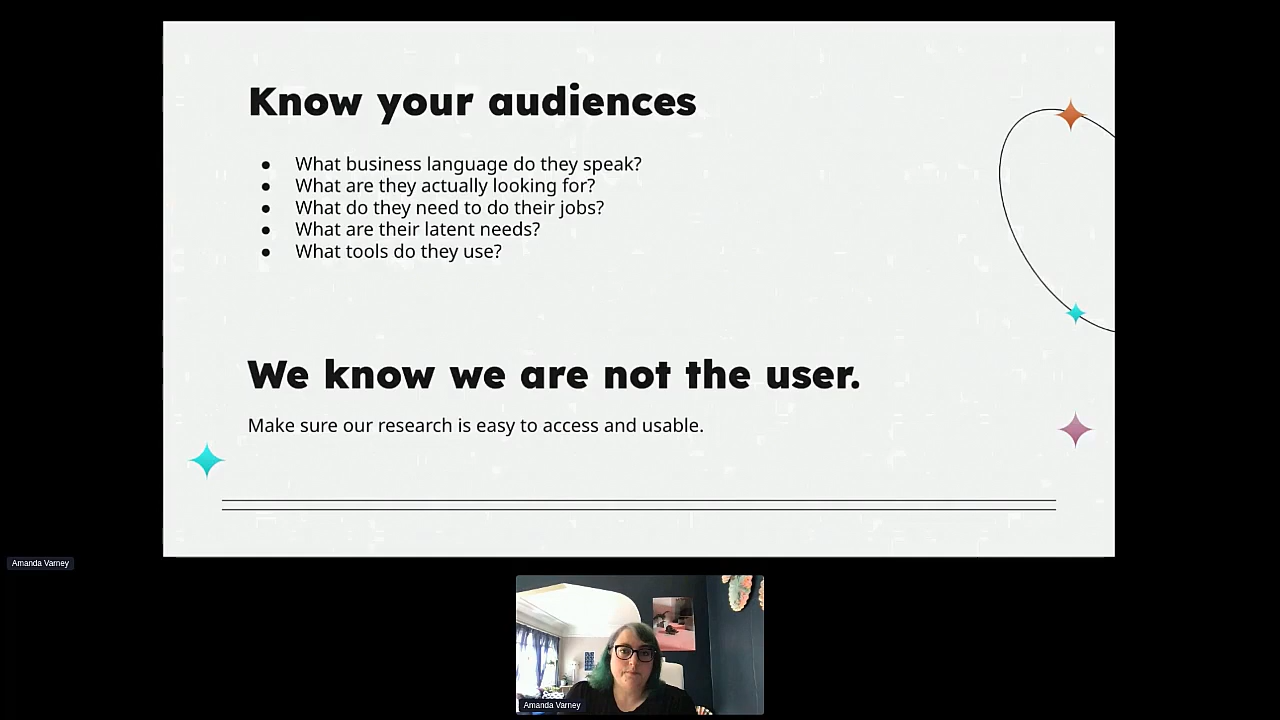 Know your audiences
● What business language do they speak?
● What are they actually looking for?
● What do they need to do their jobs?
● What are their latent needs?
● What tools do they use?
We know we are not the user.
Make sure our research is easy to access and usable.
Amanda Varney
Amanda Varney